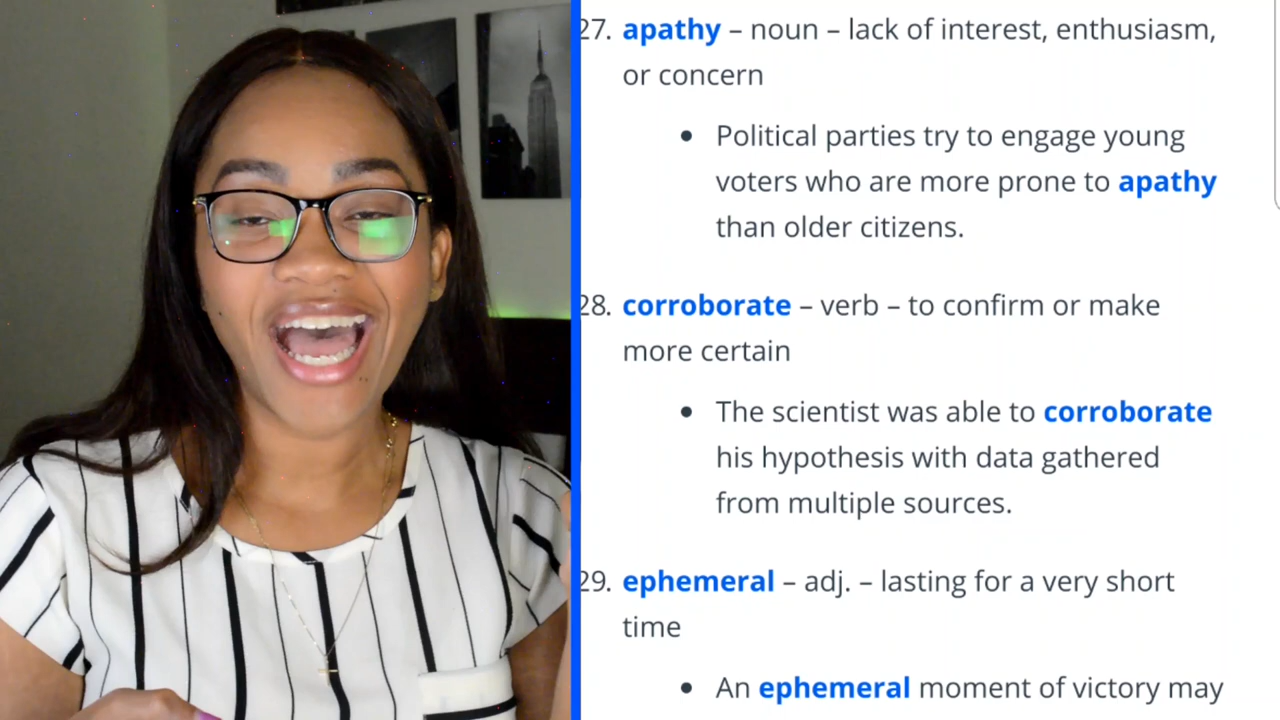 27. apathy – noun – lack of interest, enthusiasm,
or concern
• Political parties try to engage young
voters who are more prone to apathy
than older citizens.
28. corroborate – verb – to confirm or make
more certain
• The scientist was able to corroborate
his hypothesis with data gathered
from multiple sources.
29. ephemeral – adj. – lasting for a very short
time
• An ephemeral moment of victory may